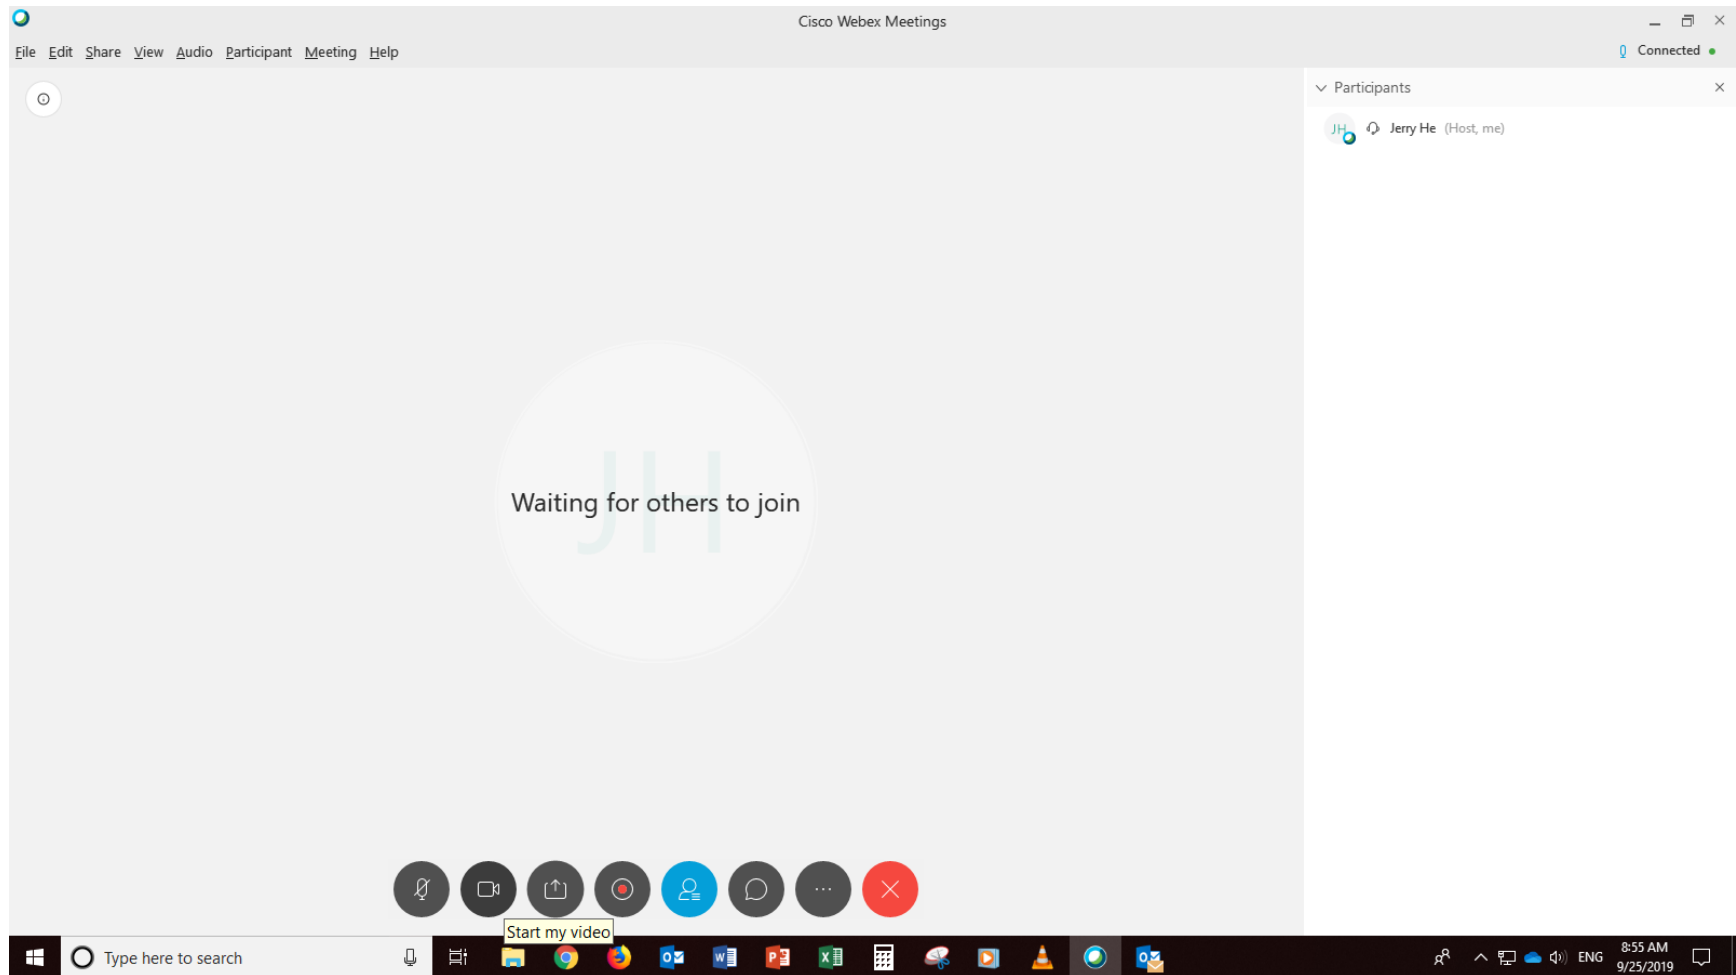 Cisco Webex Meetings
File Edit Share View Audio Participant Meeting Help
Connected
Participants
JH Jerry He (Host, me)
JH
Waiting for others to join
Start my video
Type here to search
ENG
8:55 AM
9/25/2019